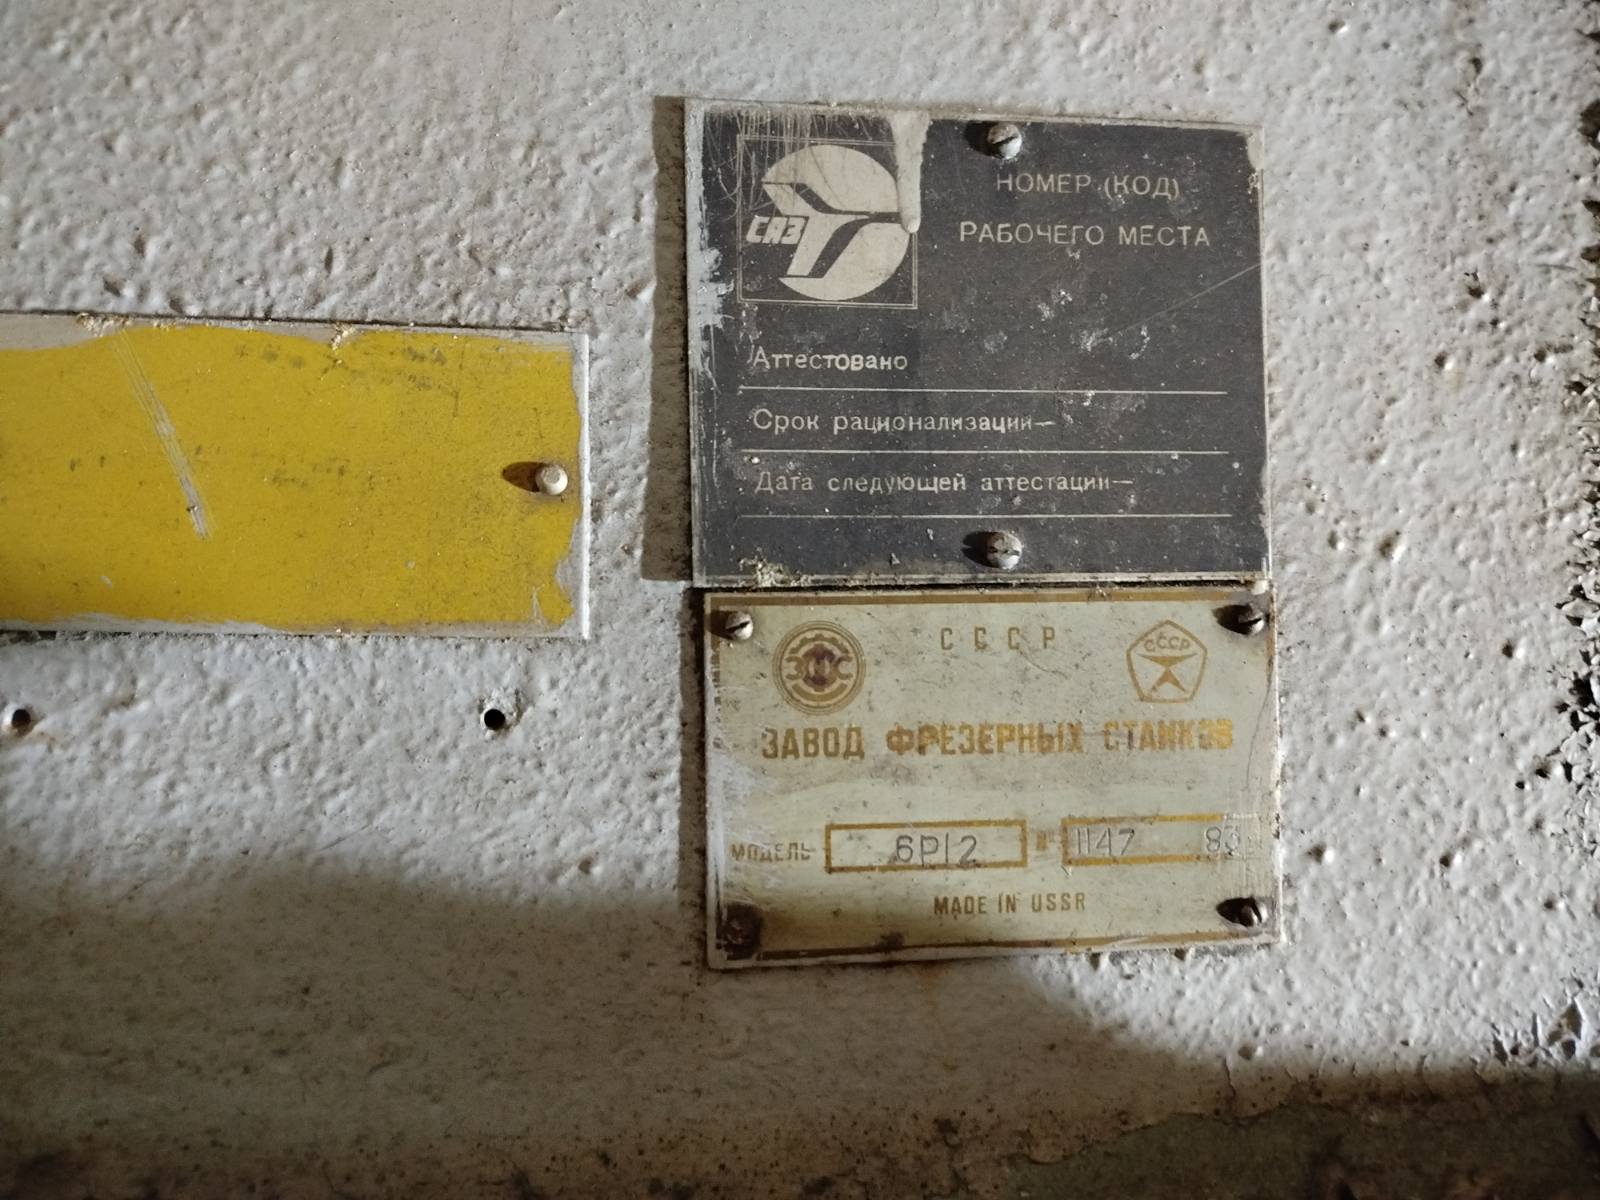 САЗ
НОМЕР (КОД)
РАБОЧЕГО МЕСТА
Аттестовано
Срок рационализации—
Дата следующей аттестации—
СССР
ЗФС
СССР
ЗАВОД ФРЕЗЕРНЫХ СТАНКОВ
МОДЕЛЬ 6Р12 № 1147 83
MADE IN USSR